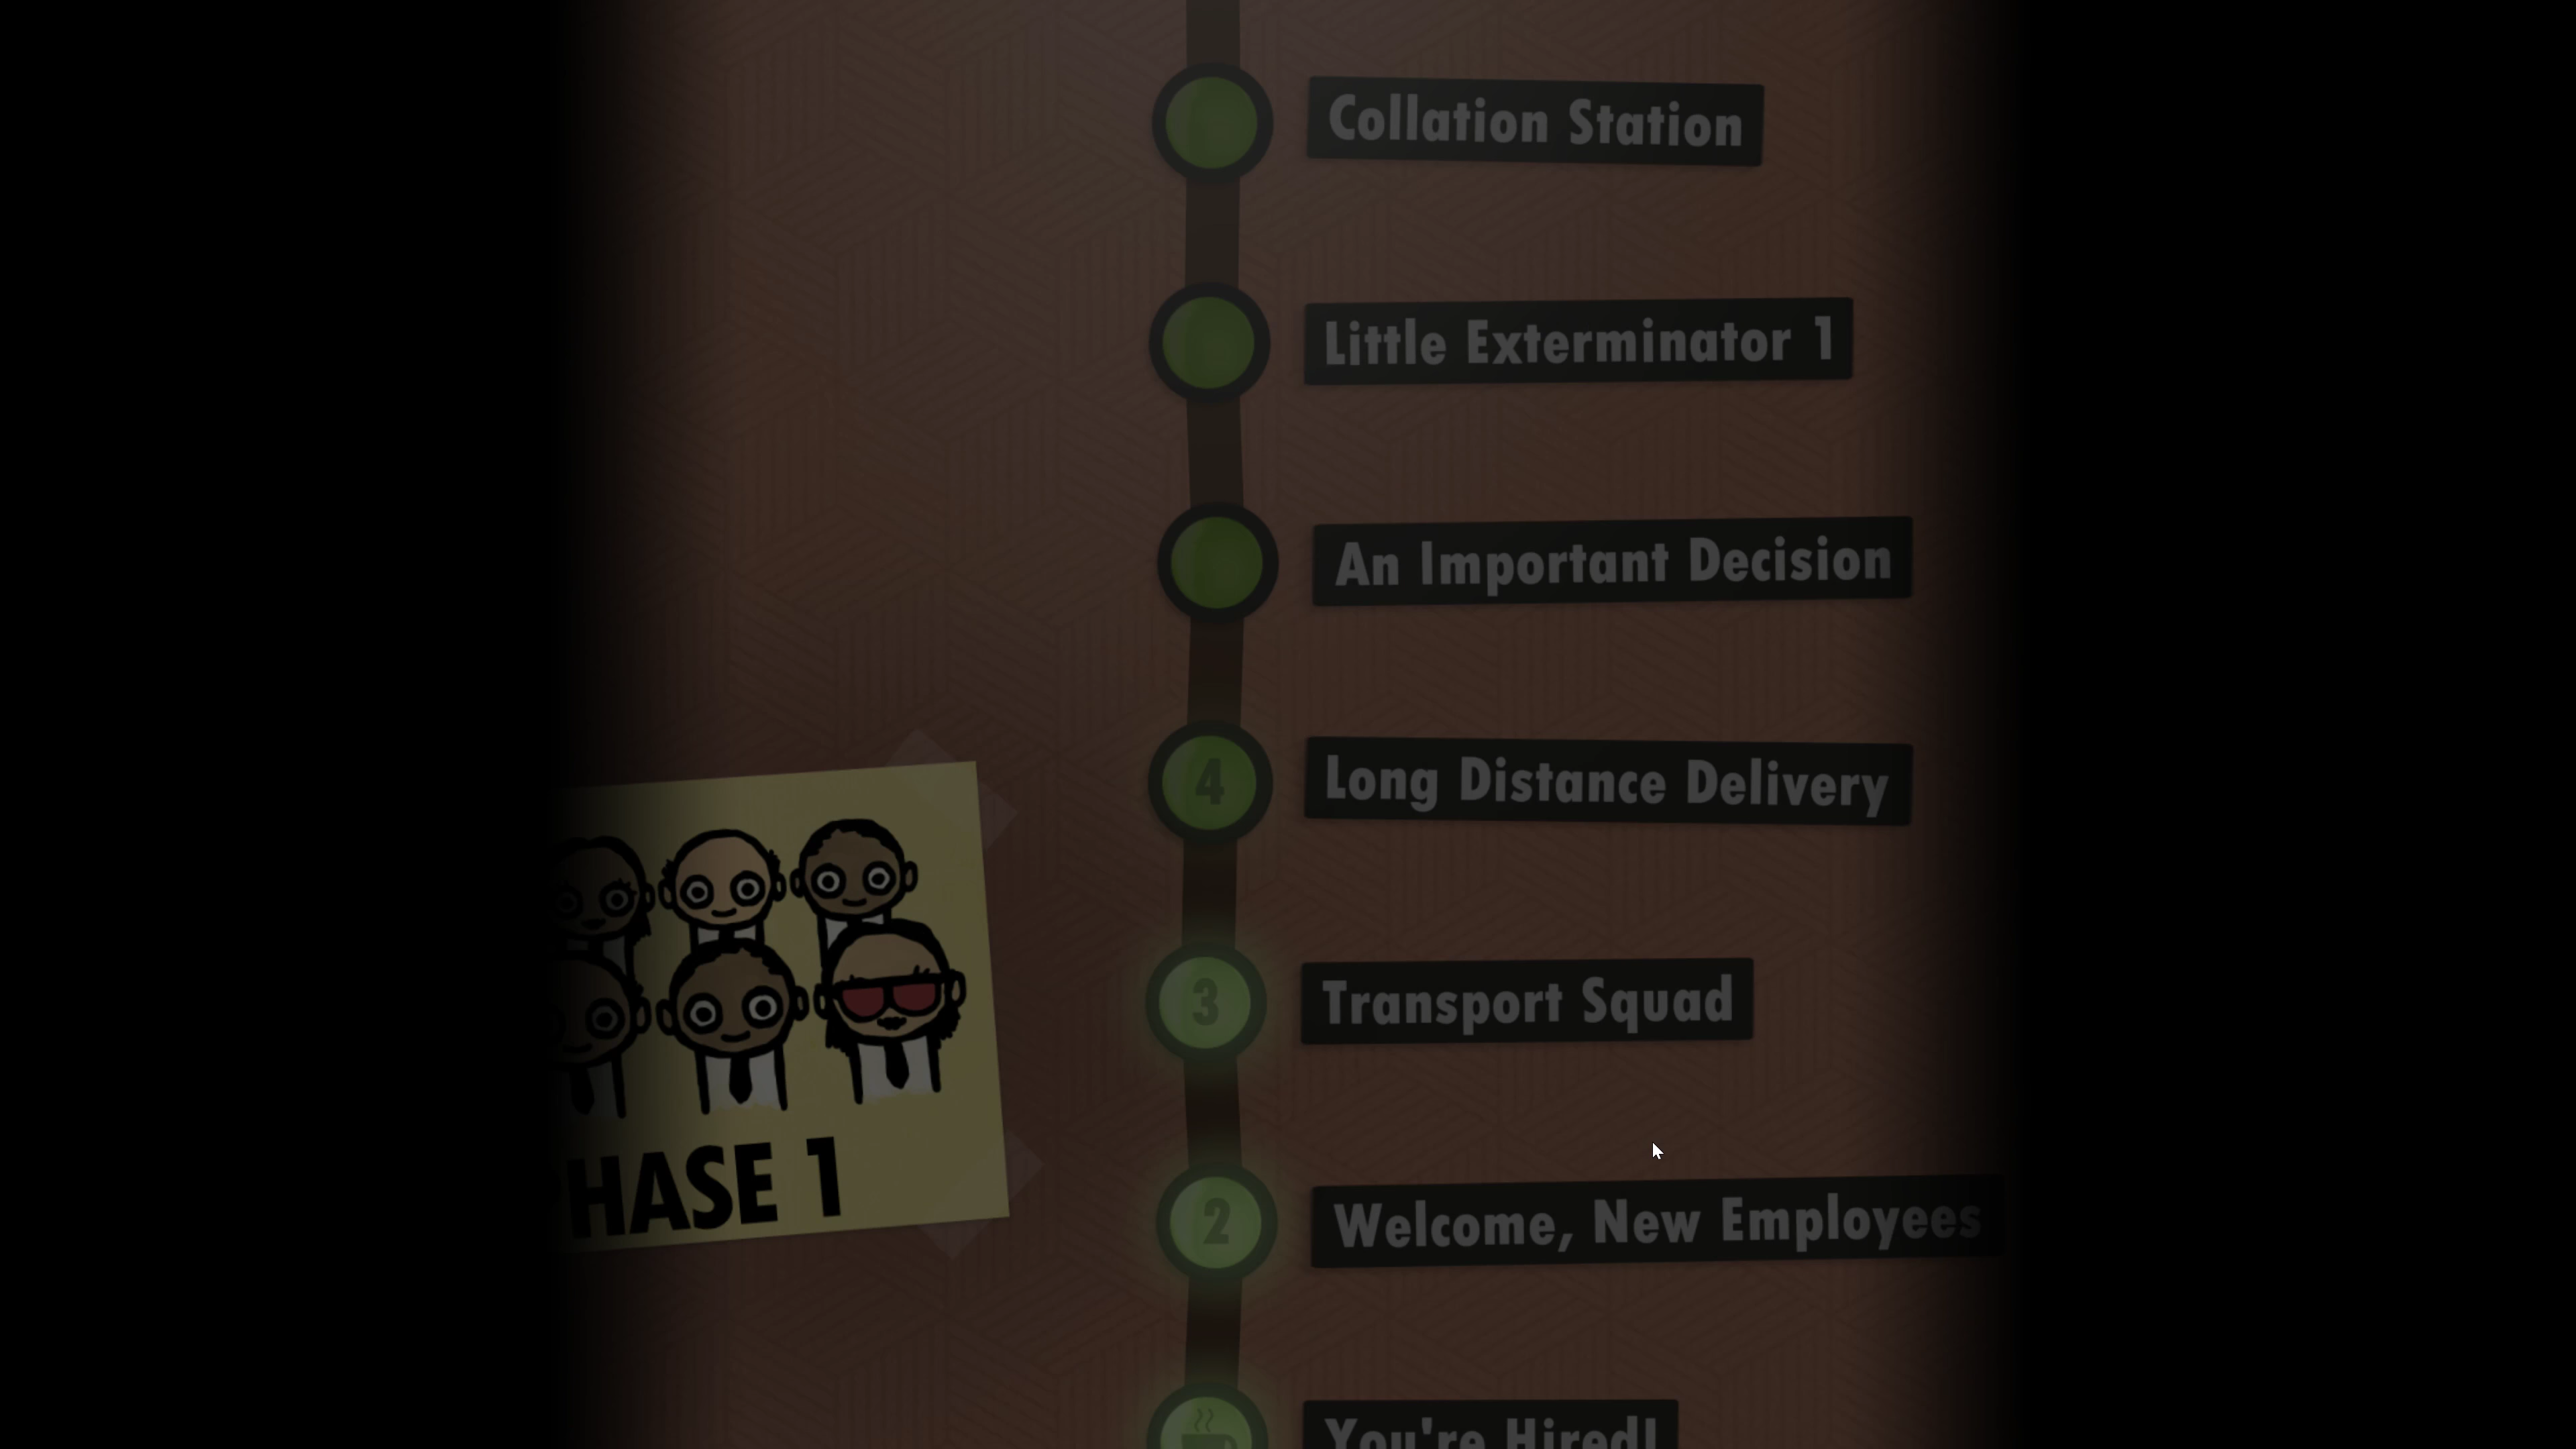 Collation Station
Little Exterminator 1
An Important Decision
4
Long Distance Delivery
3
Transport Squad
HASE 1
2
Welcome, New Employees
You're Hired!